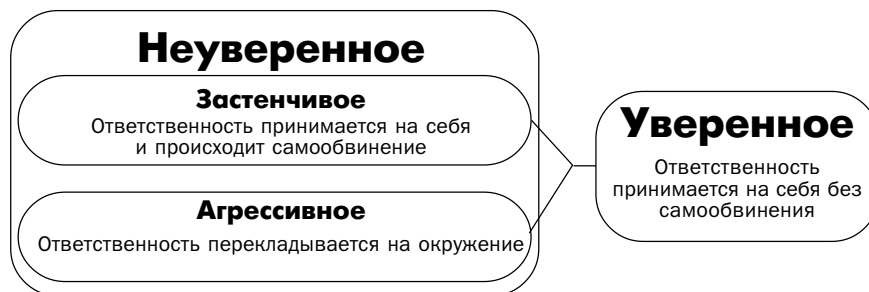 Неуверенное
Застенчивое
Ответственность принимается на себя
и происходит самообвинение
Агрессивное
Ответственность перекладывается на окружение
Уверенное
Ответственность
принимается на себя без
самообвинения